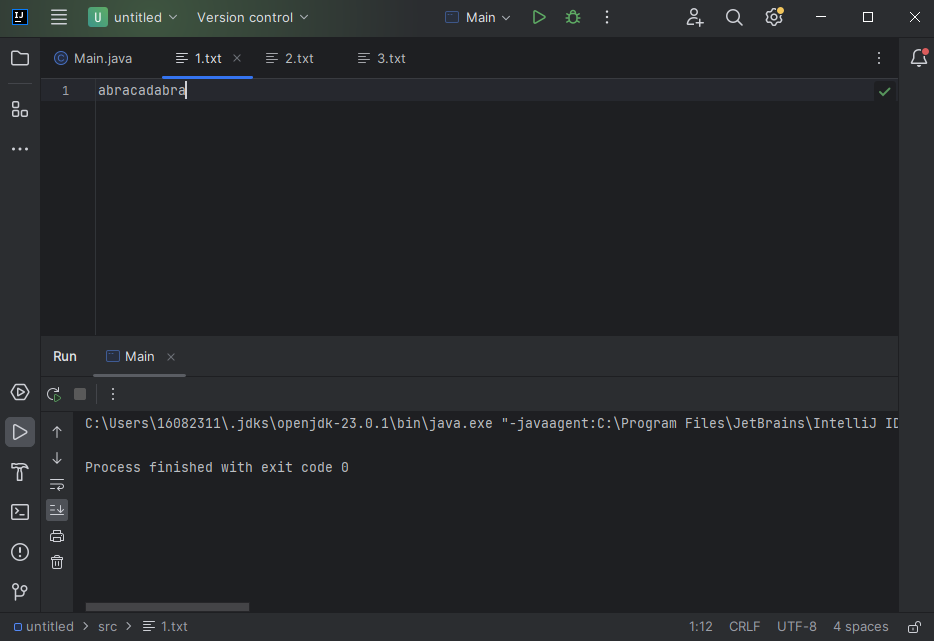 IJ U untitled Version control Main
Main.java 1.txt 2.txt 3.txt
1 abracadabra
Run Main
C:\Users\16082311\.jdks\openjdk-23.0.1\bin\java.exe "-javaagent:C:\Program Files\JetBrains\IntelliJ ID
Process finished with exit code 0
untitled > src > 1.txt 1:12 CRLF UTF-8 4 spaces